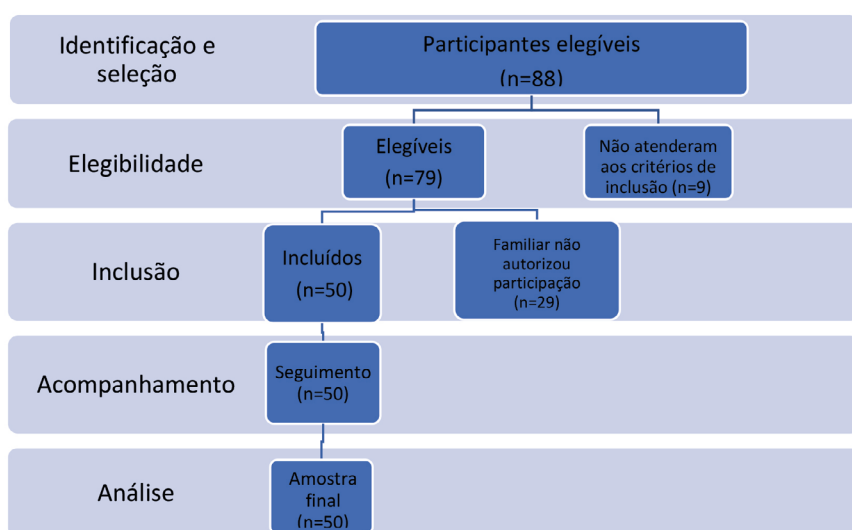 Identificação e
seleção
Participantes elegíveis
(n=88)
Elegibilidade
Elegíveis
(n=79)
Não atenderam
aos critérios de
inclusão (n=9)
Inclusão
Incluídos
(n=50)
Familiar não
autorizou
participação
(n=29)
Acompanhamento
Seguimento
(n=50)
Análise
Amostra
final
(n=50)